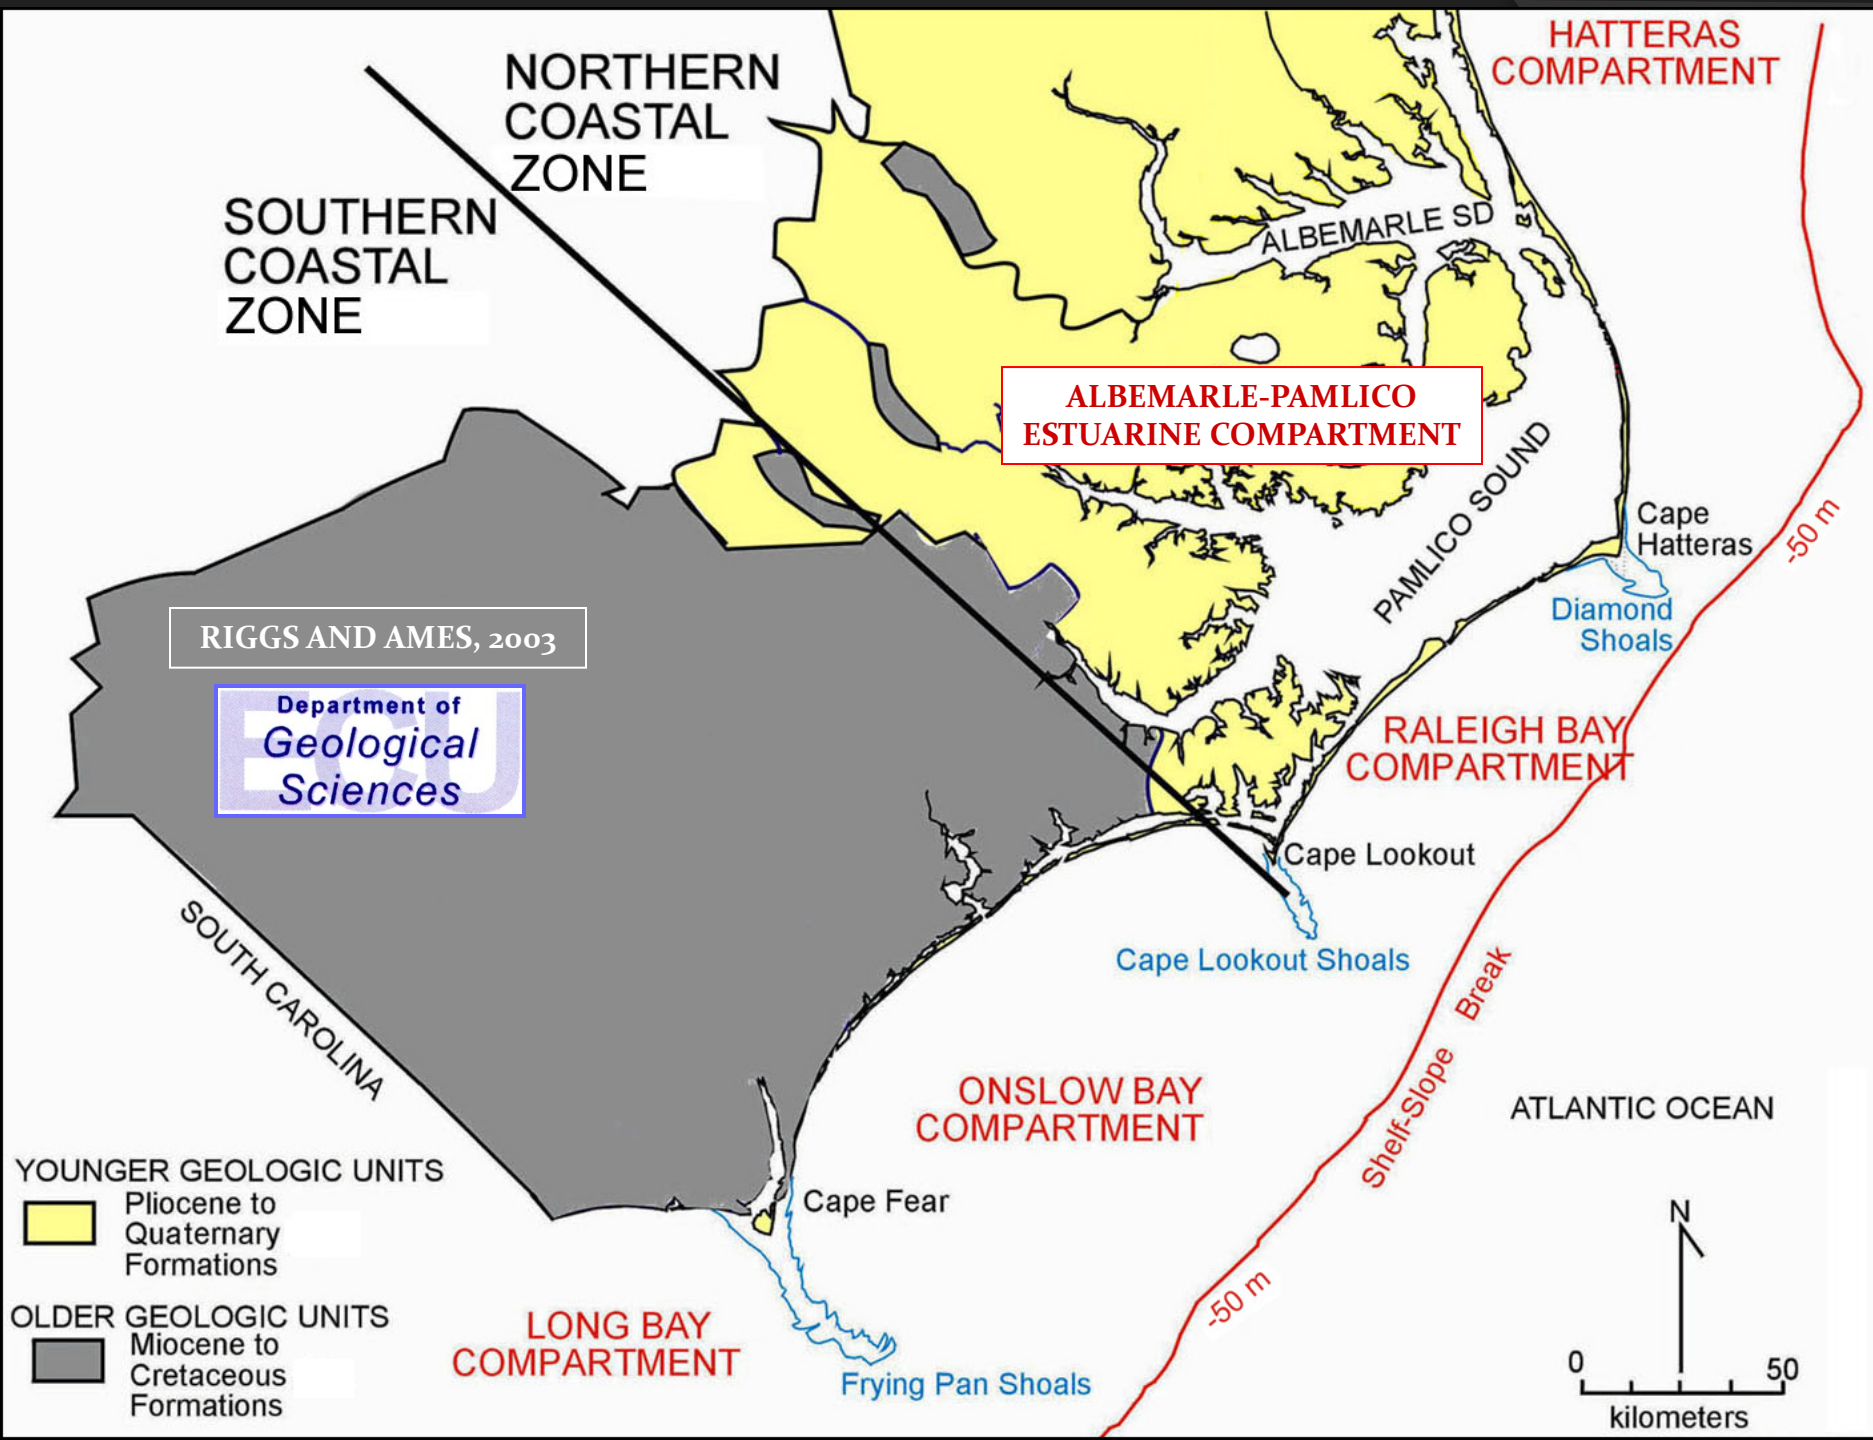 HATTERAS
COMPARTMENT
NORTHERN
COASTAL
ZONE
SOUTHERN
COASTAL
ZONE
ALBEMARLE SD
ALBEMARLE-PAMLICO
ESTUARINE COMPARTMENT
PAMLICO SOUND
Cape
Hatteras
-50 m
Diamond
Shoals
RIGGS AND AMES, 2003
ECU
Department of
Geological
Sciences
RALEIGH BAY
COMPARTMENT
Cape Lookout
Cape Lookout Shoals
SOUTH CAROLINA
Shelf-Slope Break
ONSLOW BAY
COMPARTMENT
ATLANTIC OCEAN
YOUNGER GEOLOGIC UNITS
Pliocene to
Quaternary
Formations
Cape Fear
OLDER GEOLOGIC UNITS
Miocene to
Cretaceous
Formations
LONG BAY
COMPARTMENT
Frying Pan Shoals
-50 m
N
0 50
kilometers